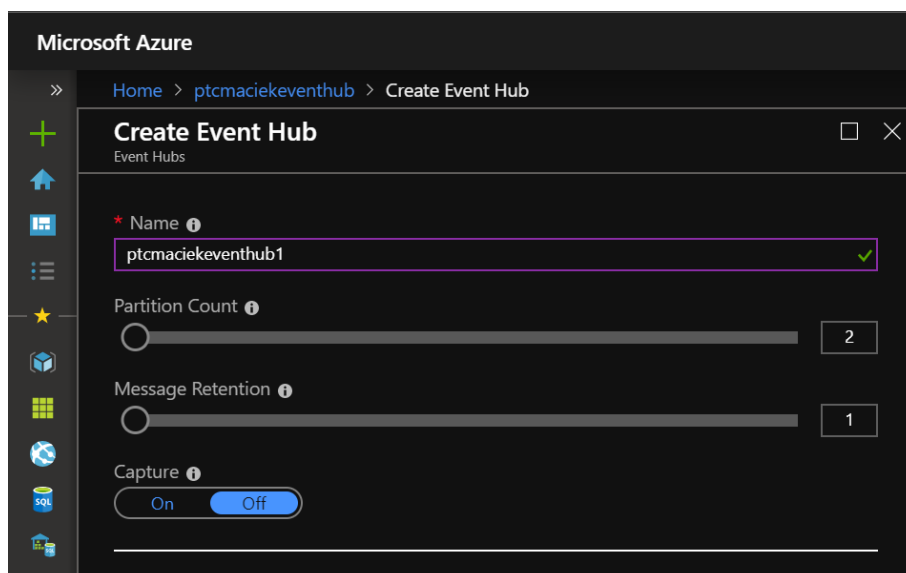 Microsoft Azure
Home > ptcmaciekeventhub > Create Event Hub
Create Event Hub
Event Hubs
* Name
ptcmaciekeventhub1
Partition Count
2
Message Retention
1
Capture
On Off
SQL